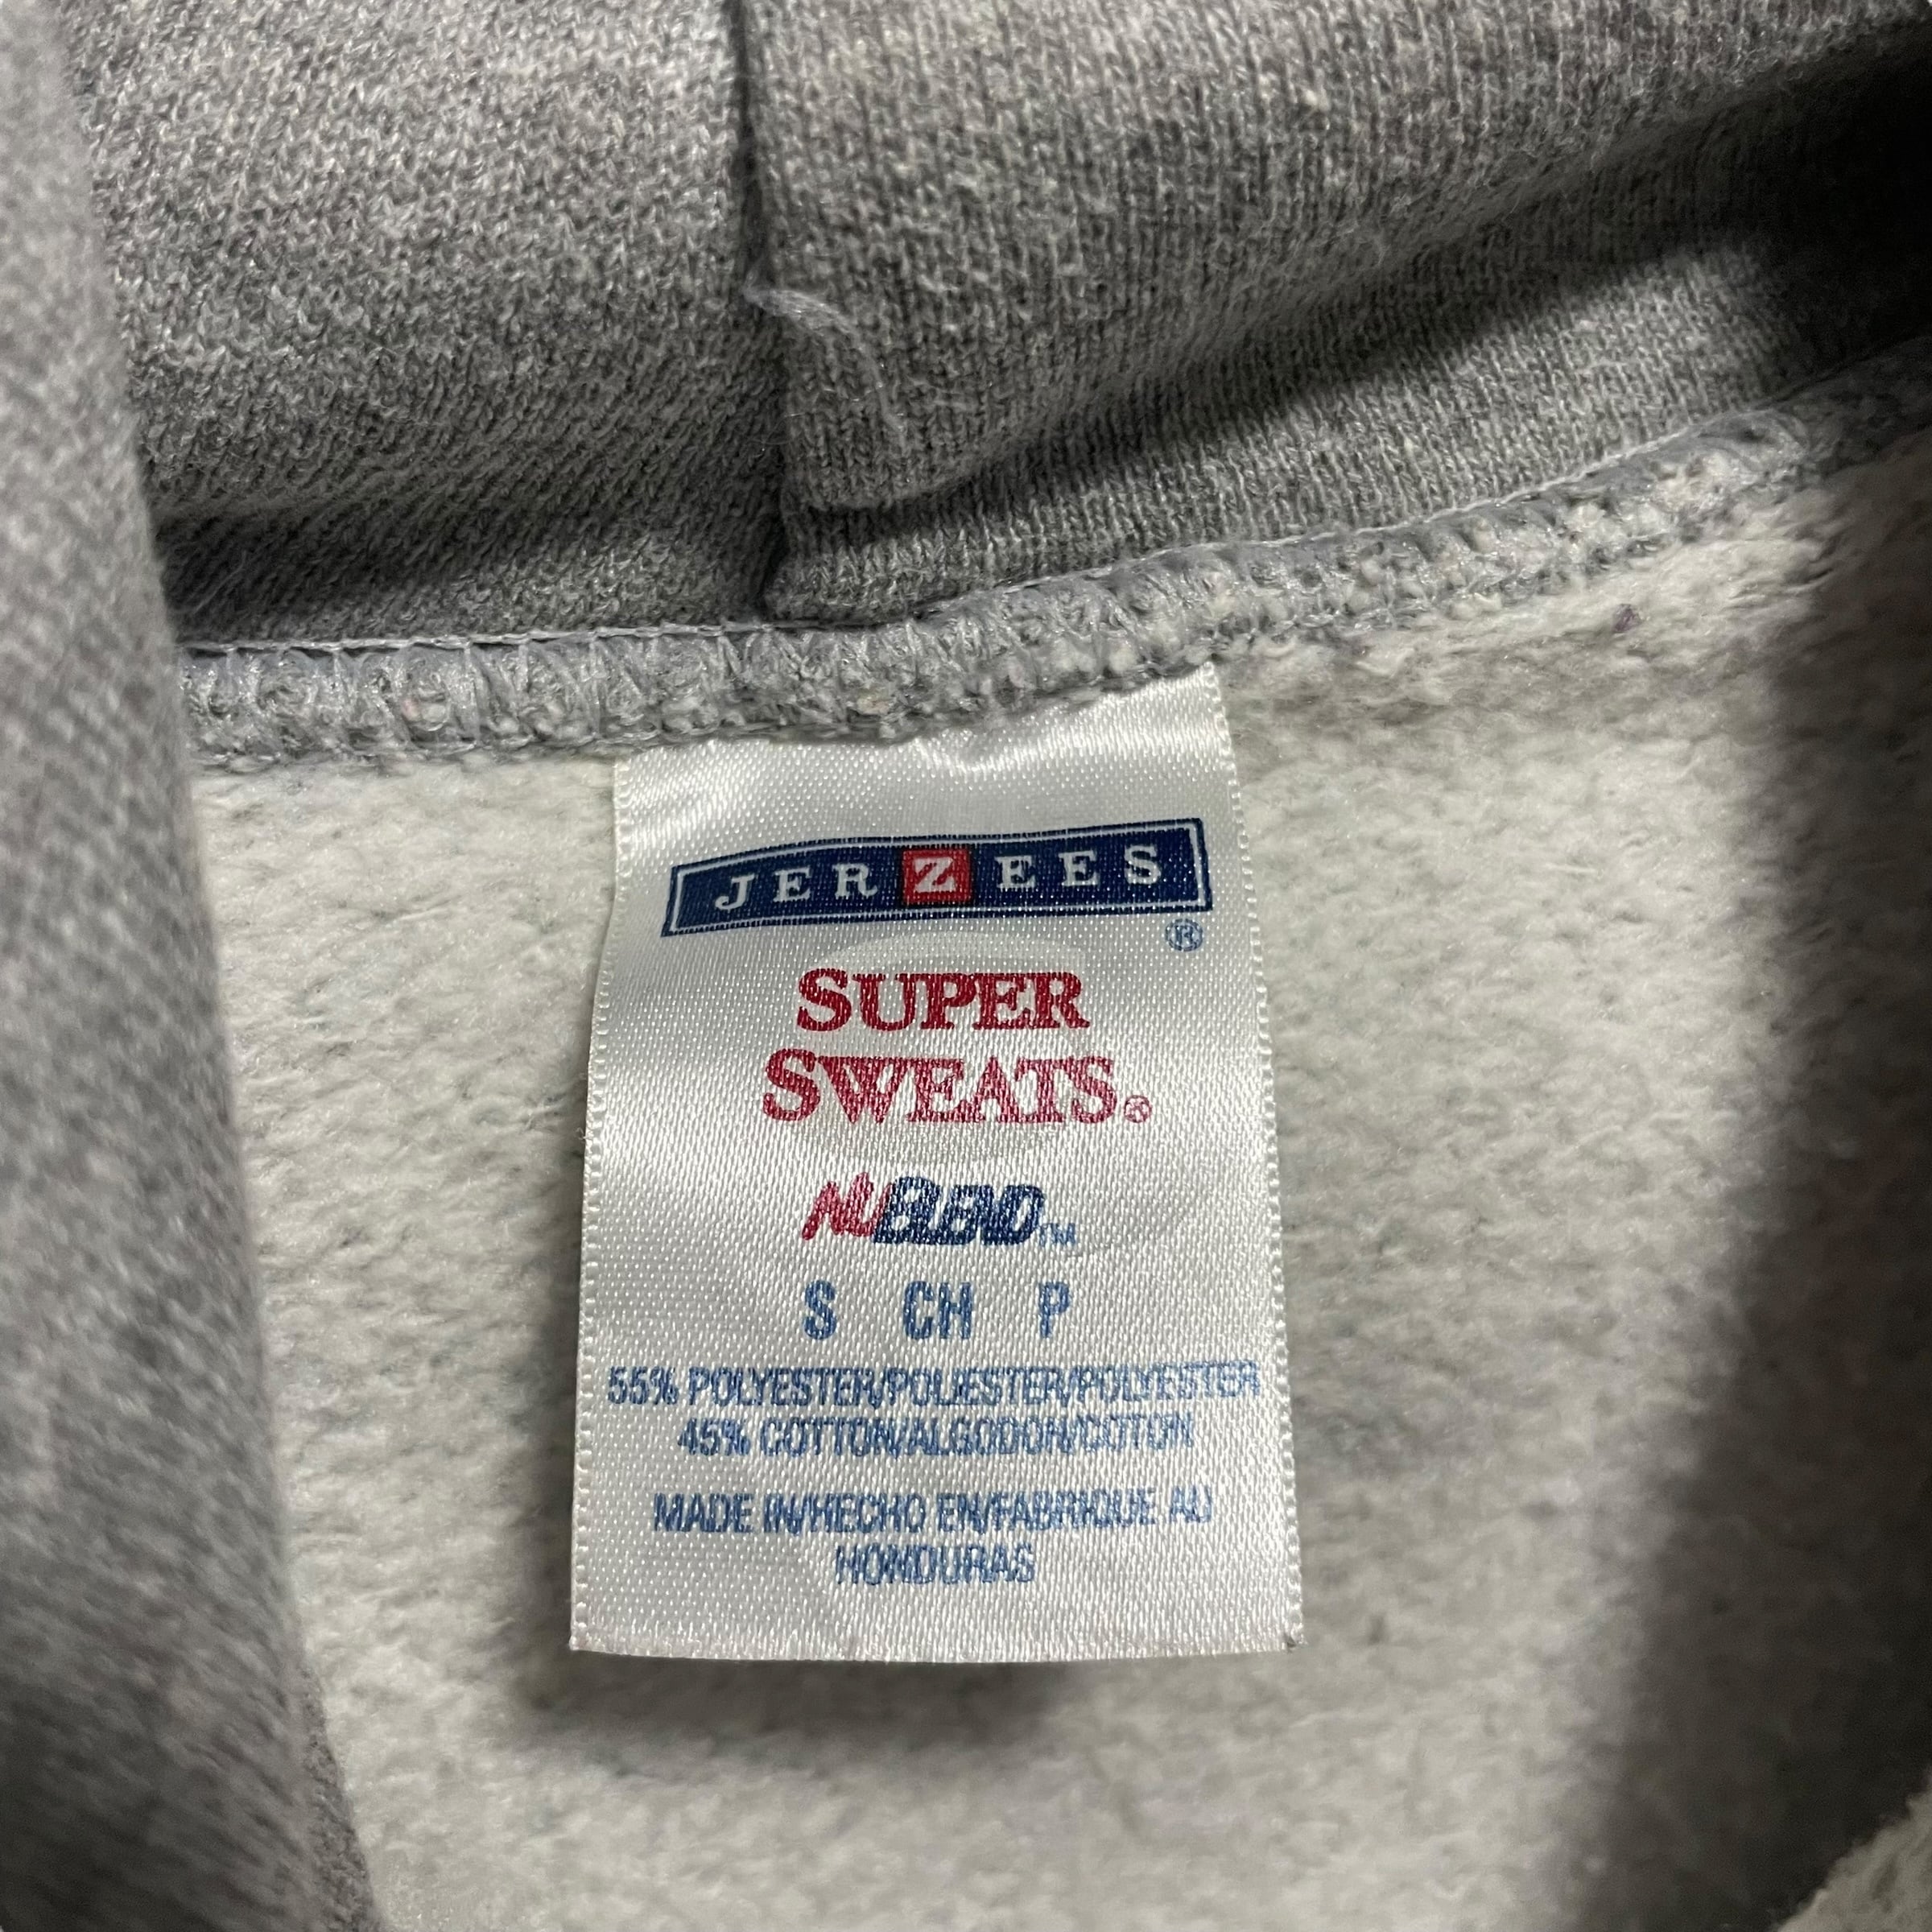 JERZEES
®
SUPER
SWEATS®
NUBLEND™
S CH P
55% POLYESTER/POLIESTER/POLYESTER
45% COTTON/ALGODON/COTON
MADE IN/HECHO EN/FABRIQUE AU
HONDURAS